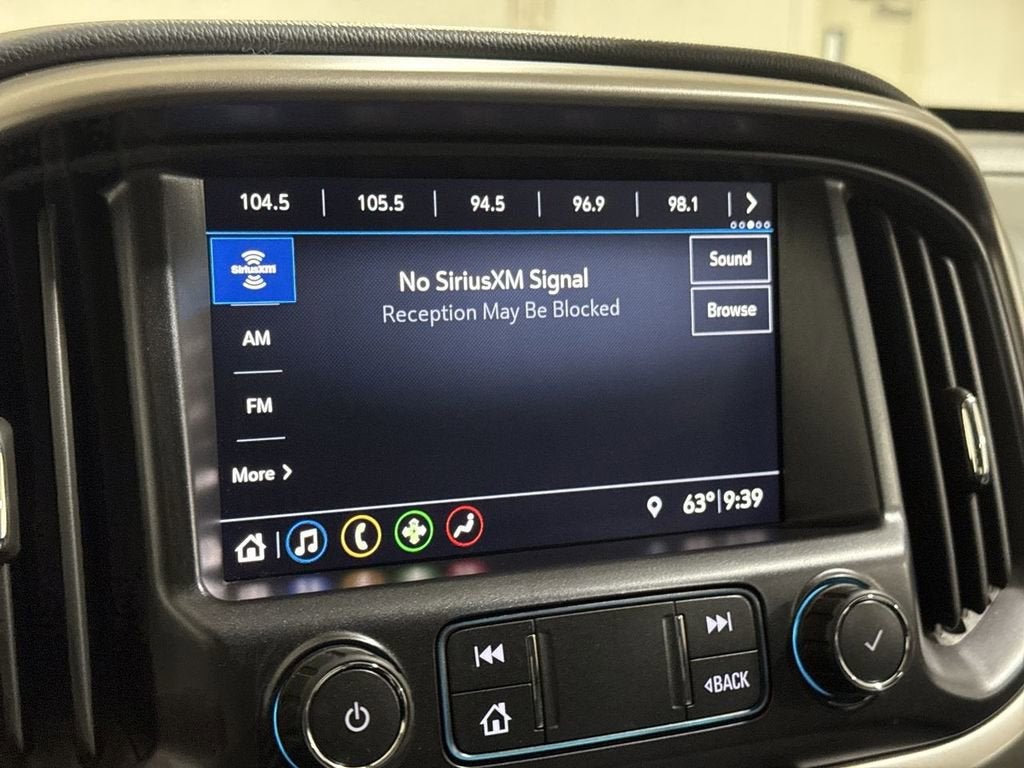 104.5 | 105.5 | 94.5 | 96.9 | 98.1 |
SiriusXM
No SiriusXM Signal
Reception May Be Blocked
Sound
Browse
AM
FM
More
63° | 9:39
BACK